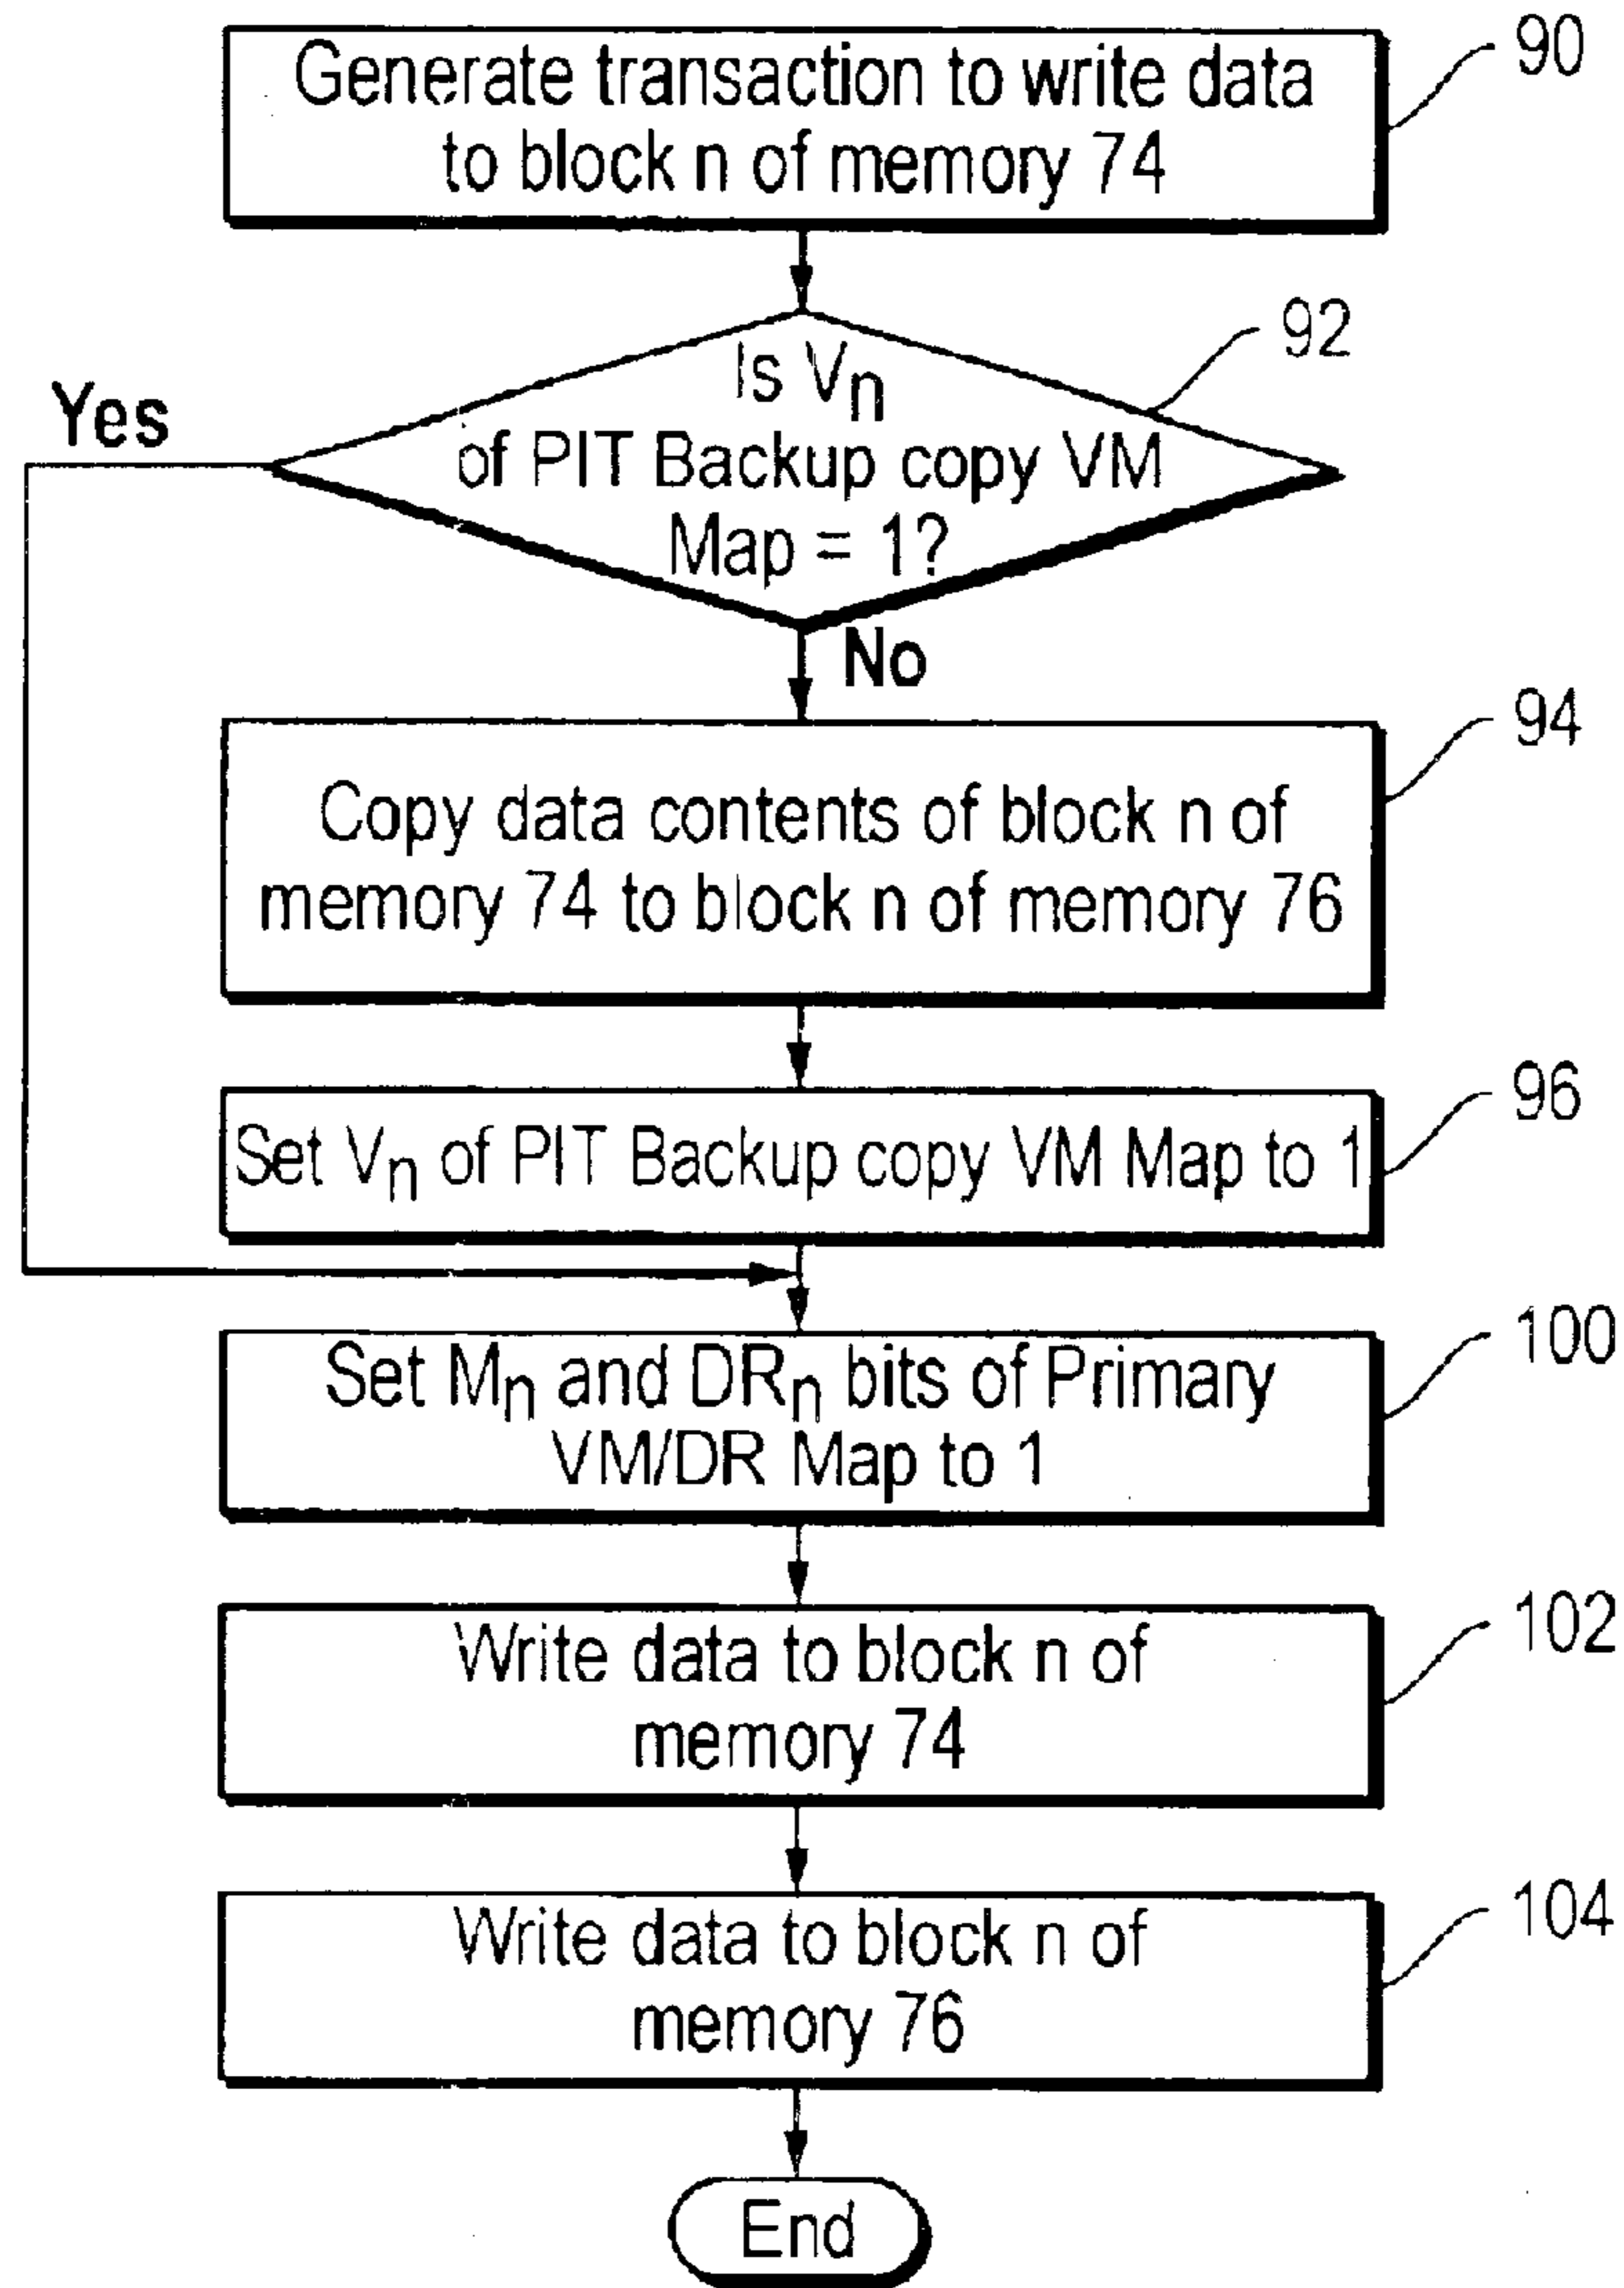 Generate transaction to write data
to block n of memory 74
90
Is Vn
of PIT Backup copy VM
Map = 1?
92
Yes
No
Copy data contents of block n of
memory 74 to block n of memory 76
94
Set Vn of PIT Backup copy VM Map to 1
96
Set Mn and DRn bits of Primary
VM/DR Map to 1
100
Write data to block n of
memory 74
102
Write data to block n of
memory 76
104
End